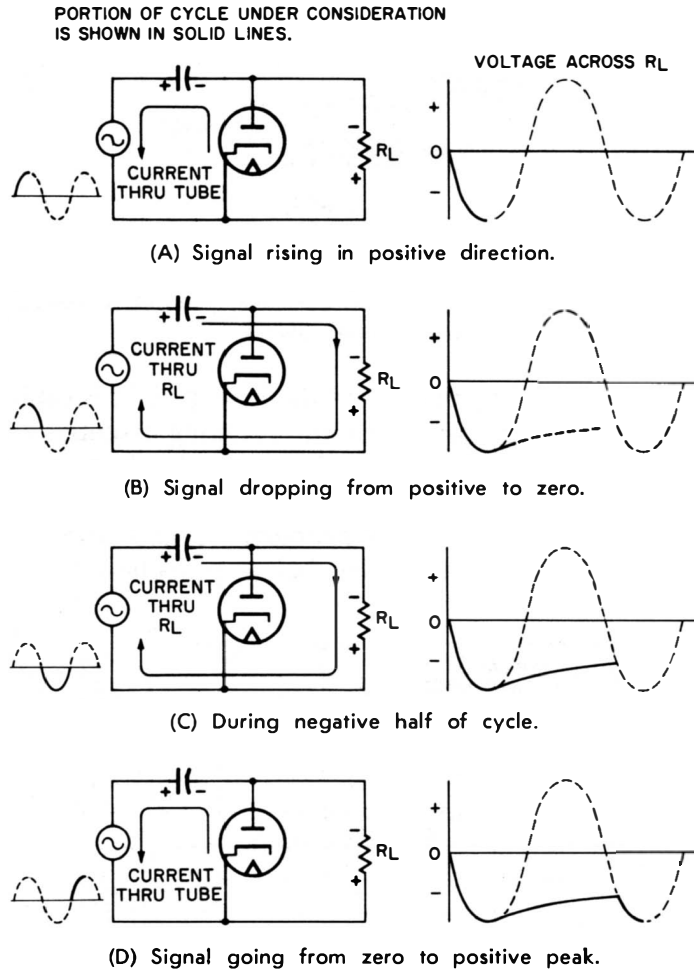 PORTION OF CYCLE UNDER CONSIDERATION
IS SHOWN IN SOLID LINES.
VOLTAGE ACROSS RL
+ -
CURRENT
THRU TUBE
-
RL
+
+
0
-
(A) Signal rising in positive direction.
+ -
CURRENT
THRU
RL
-
RL
+
+
0
-
(B) Signal dropping from positive to zero.
+ -
CURRENT
THRU
RL
-
RL
+
+
0
-
(C) During negative half of cycle.
+ -
CURRENT
THRU TUBE
-
RL
+
+
0
-
(D) Signal going from zero to positive peak.